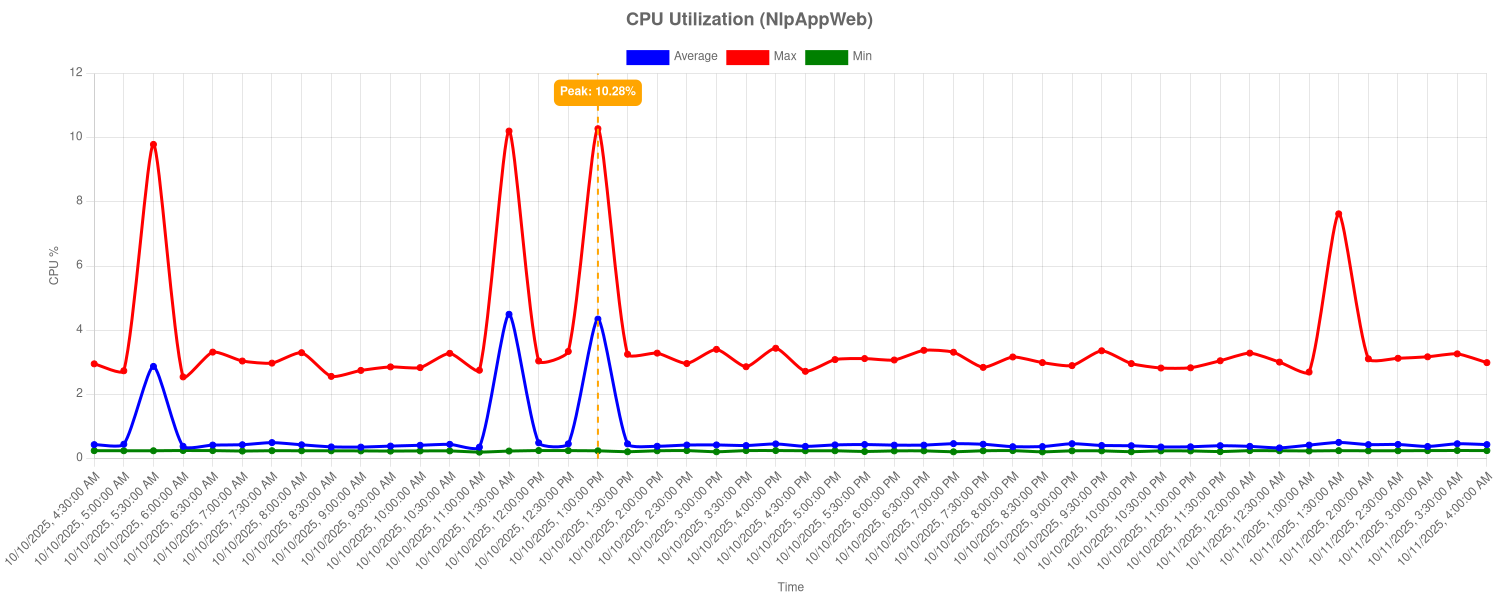 CPU Utilization (NlpAppWeb)
Average Max Min
Peak: 10.28%
12
10
8
6
4
2
0
CPU %
10/10/2025, 4:30:00 AM
10/10/2025, 5:00:00 AM
10/10/2025, 5:30:00 AM
10/10/2025, 6:00:00 AM
10/10/2025, 6:30:00 AM
10/10/2025, 7:00:00 AM
10/10/2025, 7:30:00 AM
10/10/2025, 8:00:00 AM
10/10/2025, 8:30:00 AM
10/10/2025, 9:00:00 AM
10/10/2025, 9:30:00 AM
10/10/2025, 10:00:00 AM
10/10/2025, 10:30:00 AM
10/10/2025, 11:00:00 AM
10/10/2025, 11:30:00 AM
10/10/2025, 12:00:00 PM
10/10/2025, 12:30:00 PM
10/10/2025, 1:00:00 PM
10/10/2025, 1:30:00 PM
10/10/2025, 2:00:00 PM
10/10/2025, 2:30:00 PM
10/10/2025, 3:00:00 PM
10/10/2025, 3:30:00 PM
10/10/2025, 4:00:00 PM
10/10/2025, 4:30:00 PM
10/10/2025, 5:00:00 PM
10/10/2025, 5:30:00 PM
10/10/2025, 6:00:00 PM
10/10/2025, 6:30:00 PM
10/10/2025, 7:00:00 PM
10/10/2025, 7:30:00 PM
10/10/2025, 8:00:00 PM
10/10/2025, 8:30:00 PM
10/10/2025, 9:00:00 PM
10/10/2025, 9:30:00 PM
10/10/2025, 10:00:00 PM
10/10/2025, 10:30:00 PM
10/10/2025, 11:00:00 PM
10/10/2025, 11:30:00 PM
10/11/2025, 12:00:00 AM
10/11/2025, 12:30:00 AM
10/11/2025, 1:00:00 AM
10/11/2025, 1:30:00 AM
10/11/2025, 2:00:00 AM
10/11/2025, 2:30:00 AM
10/11/2025, 3:00:00 AM
10/11/2025, 3:30:00 AM
10/11/2025, 4:00:00 AM
Time